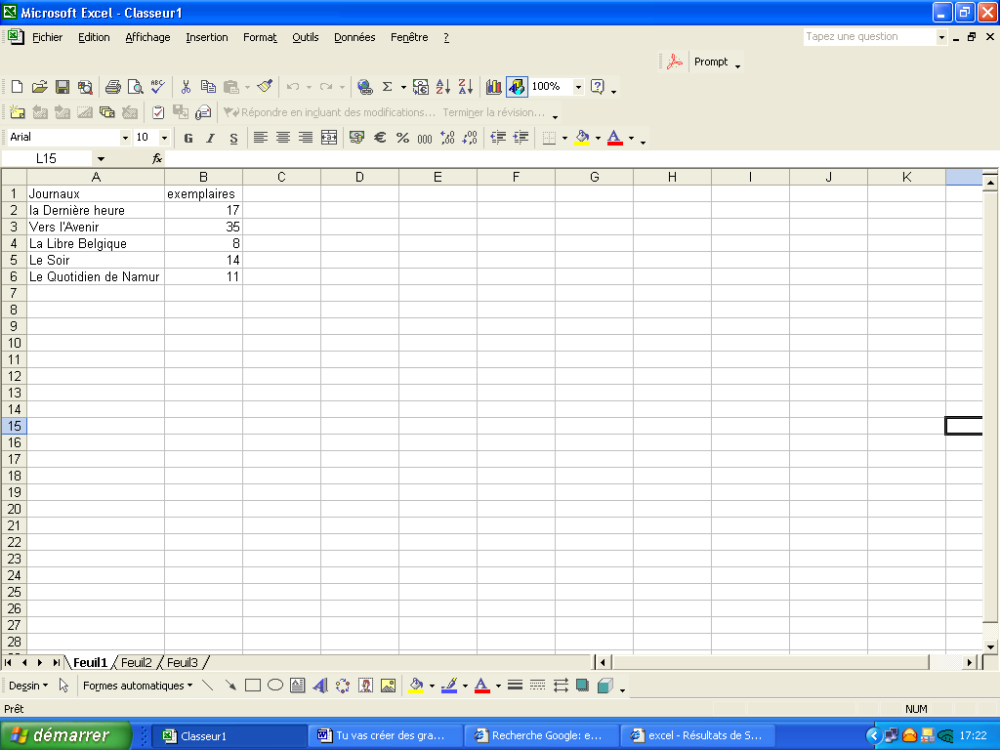 Microsoft Excel - Classeur1
Fichier Edition Affichage Insertion Format Outils Données Fenêtre ? Tapez une question
Prompt
100%
Répondre en incluant des modifications... Terminer la révision...
Arial 10 G I S € % 000
L15 fx
A B C D E F G H I J K
1 Journaux exemplaires
2 la Dernière heure 17
3 Vers l'Avenir 35
4 La Libre Belgique 8
5 Le Soir 14
6 Le Quotidien de Namur 11
7
8
9
10
11
12
13
14
15
16
17
18
19
20
21
22
23
24
25
26
27
28
Feuil1 Feuil2 Feuil3
Dessin Formes automatiques
Prêt NUM
démarrer Classeur1 Tu vas créer des gra... Recherche Google: e... excel - Résultats de S... 17:22